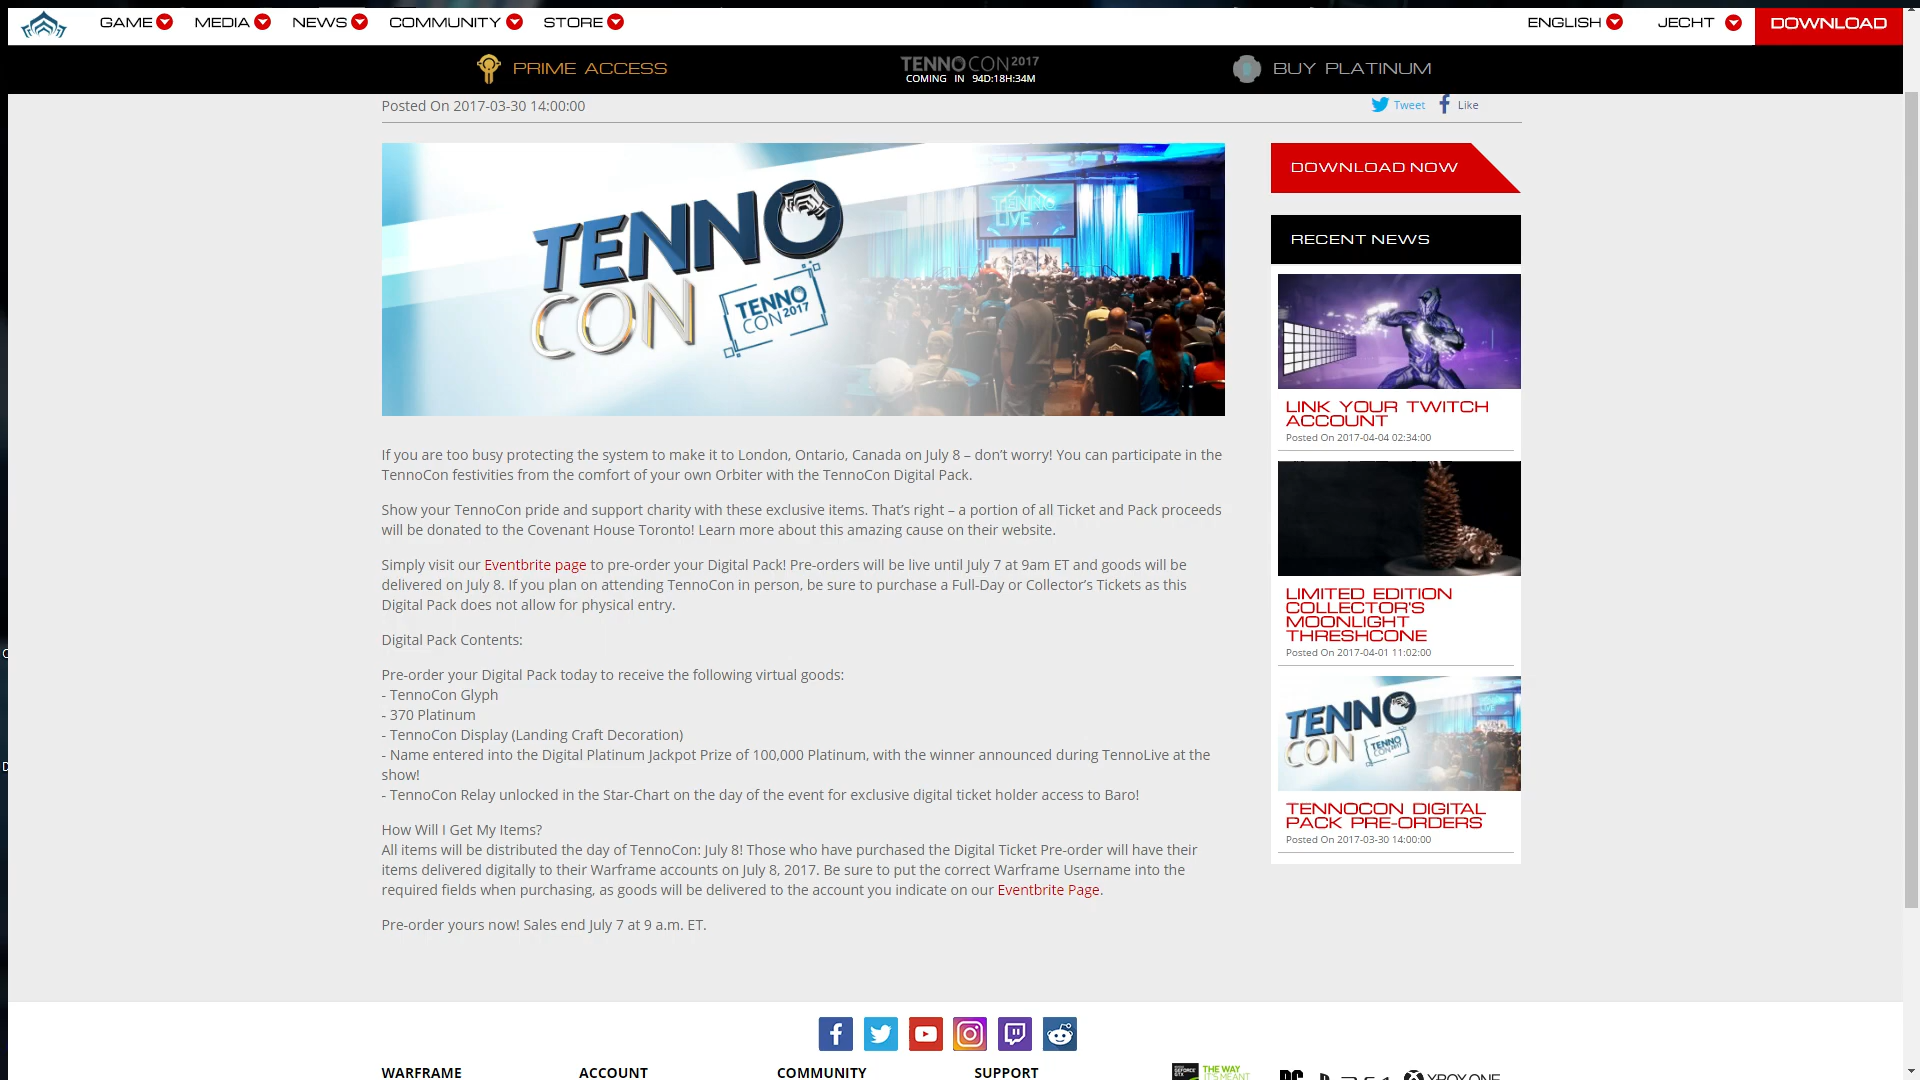 GAME MEDIA NEWS COMMUNITY STORE ENGLISH JECHT DOWNLOAD
PRIME ACCESS TENNOCON 2017 BUY PLATINUM
COMING IN 94D:18H:34M
Posted On 2017-03-30 14:00:00 Tweet Like
TENNO
CON
TENNO
CON 2017
TENNO
LIVE
If you are too busy protecting the system to make it to London, Ontario, Canada on July 8 – don’t worry! You can participate in the
TennoCon festivities from the comfort of your own Orbiter with the TennoCon Digital Pack.
Show your TennoCon pride and support charity with these exclusive items. That’s right – a portion of all Ticket and Pack proceeds
will be donated to the Covenant House Toronto! Learn more about this amazing cause on their website.
Simply visit our Eventbrite page to pre-order your Digital Pack! Pre-orders will be live until July 7 at 9am ET and goods will be
delivered on July 8. If you plan on attending TennoCon in person, be sure to purchase a Full-Day or Collector’s Tickets as this
Digital Pack does not allow for physical entry.
Digital Pack Contents:
Pre-order your Digital Pack today to receive the following virtual goods:
- TennoCon Glyph
- 370 Platinum
- TennoCon Display (Landing Craft Decoration)
- Name entered into the Digital Platinum Jackpot Prize of 100,000 Platinum, with the winner announced during TennoLive at the
show!
- TennoCon Relay unlocked in the Star-Chart on the day of the event for exclusive digital ticket holder access to Baro!
How Will I Get My Items?
All items will be distributed the day of TennoCon: July 8! Those who have purchased the Digital Ticket Pre-order will have their
items delivered digitally to their Warframe accounts on July 8, 2017. Be sure to put the correct Warframe Username into the
required fields when purchasing, as goods will be delivered to the account you indicate on our Eventbrite Page.
Pre-order yours now! Sales end July 7 at 9 a.m. ET.
DOWNLOAD NOW
RECENT NEWS
LINK YOUR TWITCH
ACCOUNT
Posted On 2017-04-04 02:34:00
LIMITED EDITION
COLLECTOR'S
MOONLIGHT
THRESHCONE
Posted On 2017-04-01 11:02:00
TENNO
CON
TENNO
CON 2017
TENNOCON DIGITAL
PACK PRE-ORDERS
Posted On 2017-03-30 14:00:00
WARFRAME ACCOUNT COMMUNITY SUPPORT
GEFORCE GTX THE WAY
IT'S MEANT
PC XBOX ONE